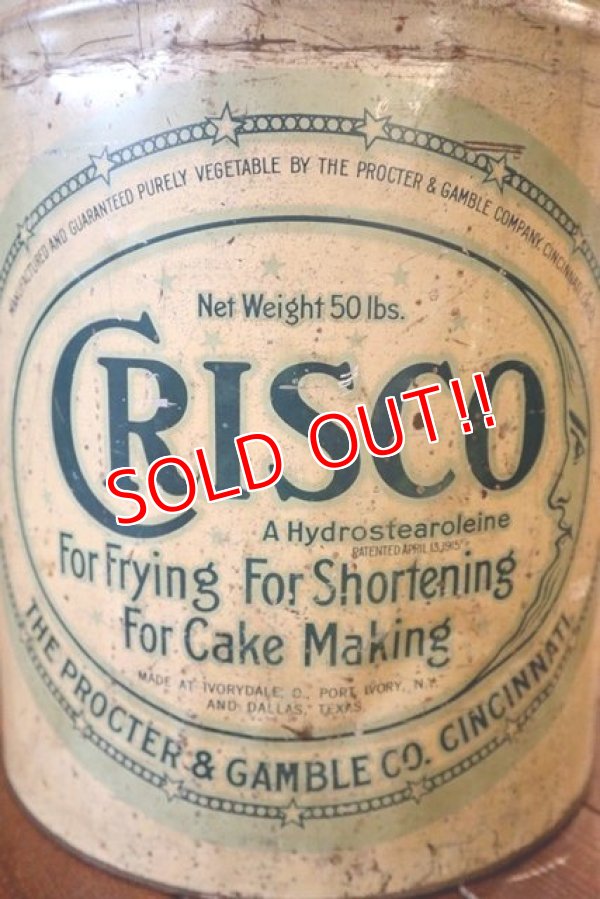 MANUFACTURED AND GUARANTEED PURELY VEGETABLE BY THE PROCTER & GAMBLE COMPANY, CINCINNATI,
Net Weight 50 lbs.
CRISCO
SOLD OUT!!
A Hydrostearoleine
PATENTED APRIL 13, 1915
For Frying For Shortening
For Cake Making
MADE AT IVORYDALE, O., PORT IVORY, N.Y.
AND DALLAS, TEXAS.
THE PROCTER & GAMBLE CO. CINCINNATI